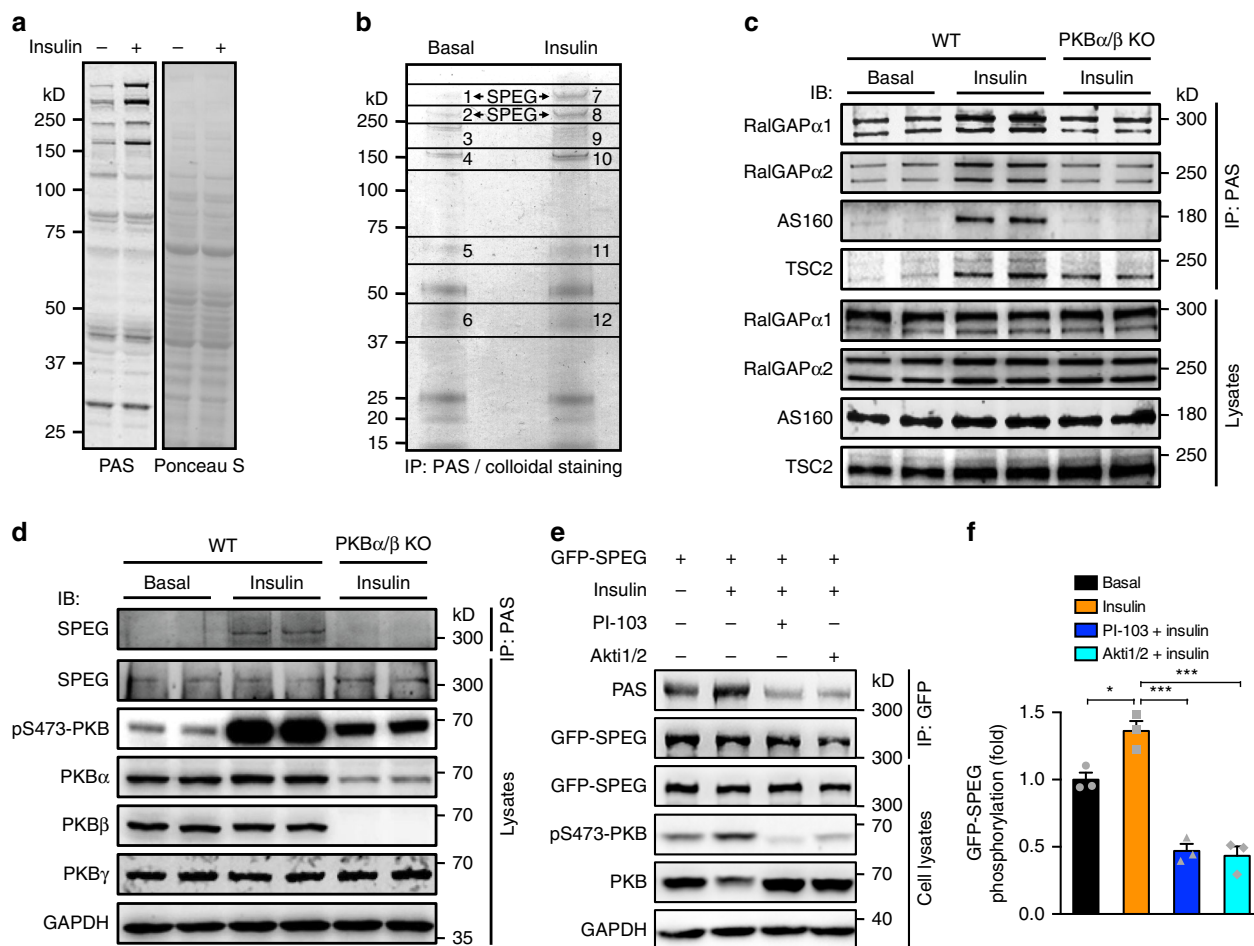 a
Insulin – + – +
kD
250
150
100
75
50
37
25
PAS Ponceau S
b
Basal Insulin
kD
250
150
100
75
50
37
25
20
15
1 SPEG 7
2 SPEG 8
3 9
4 10
5 11
6 12
IP: PAS / colloidal staining
c
WT PKBα/β KO
Basal Insulin Insulin
IB: kD
RalGAPα1 300
RalGAPα2 250
AS160 180
TSC2 250
IP: PAS
RalGAPα1 300
RalGAPα2 250
AS160 180
TSC2 250
Lysates
d
WT PKBα/β KO
Basal Insulin Insulin
IB: kD
SPEG 300
IP: PAS
SPEG 300
pS473-PKB 70
PKBα 70
PKBβ 70
PKBγ 70
GAPDH 35
Lysates
e
GFP-SPEG + + + +
Insulin – + + +
PI-103 – – + –
Akti1/2 – – – +
kD
PAS 300
GFP-SPEG 300
IP: GFP
GFP-SPEG 300
pS473-PKB 70
PKB 70
GAPDH 40
Cell lysates
f
Basal
Insulin
PI-103 + insulin
Akti1/2 + insulin
***
* ***
GFP-SPEG
phosphorylation (fold)
1.5
1.0
0.5
0.0